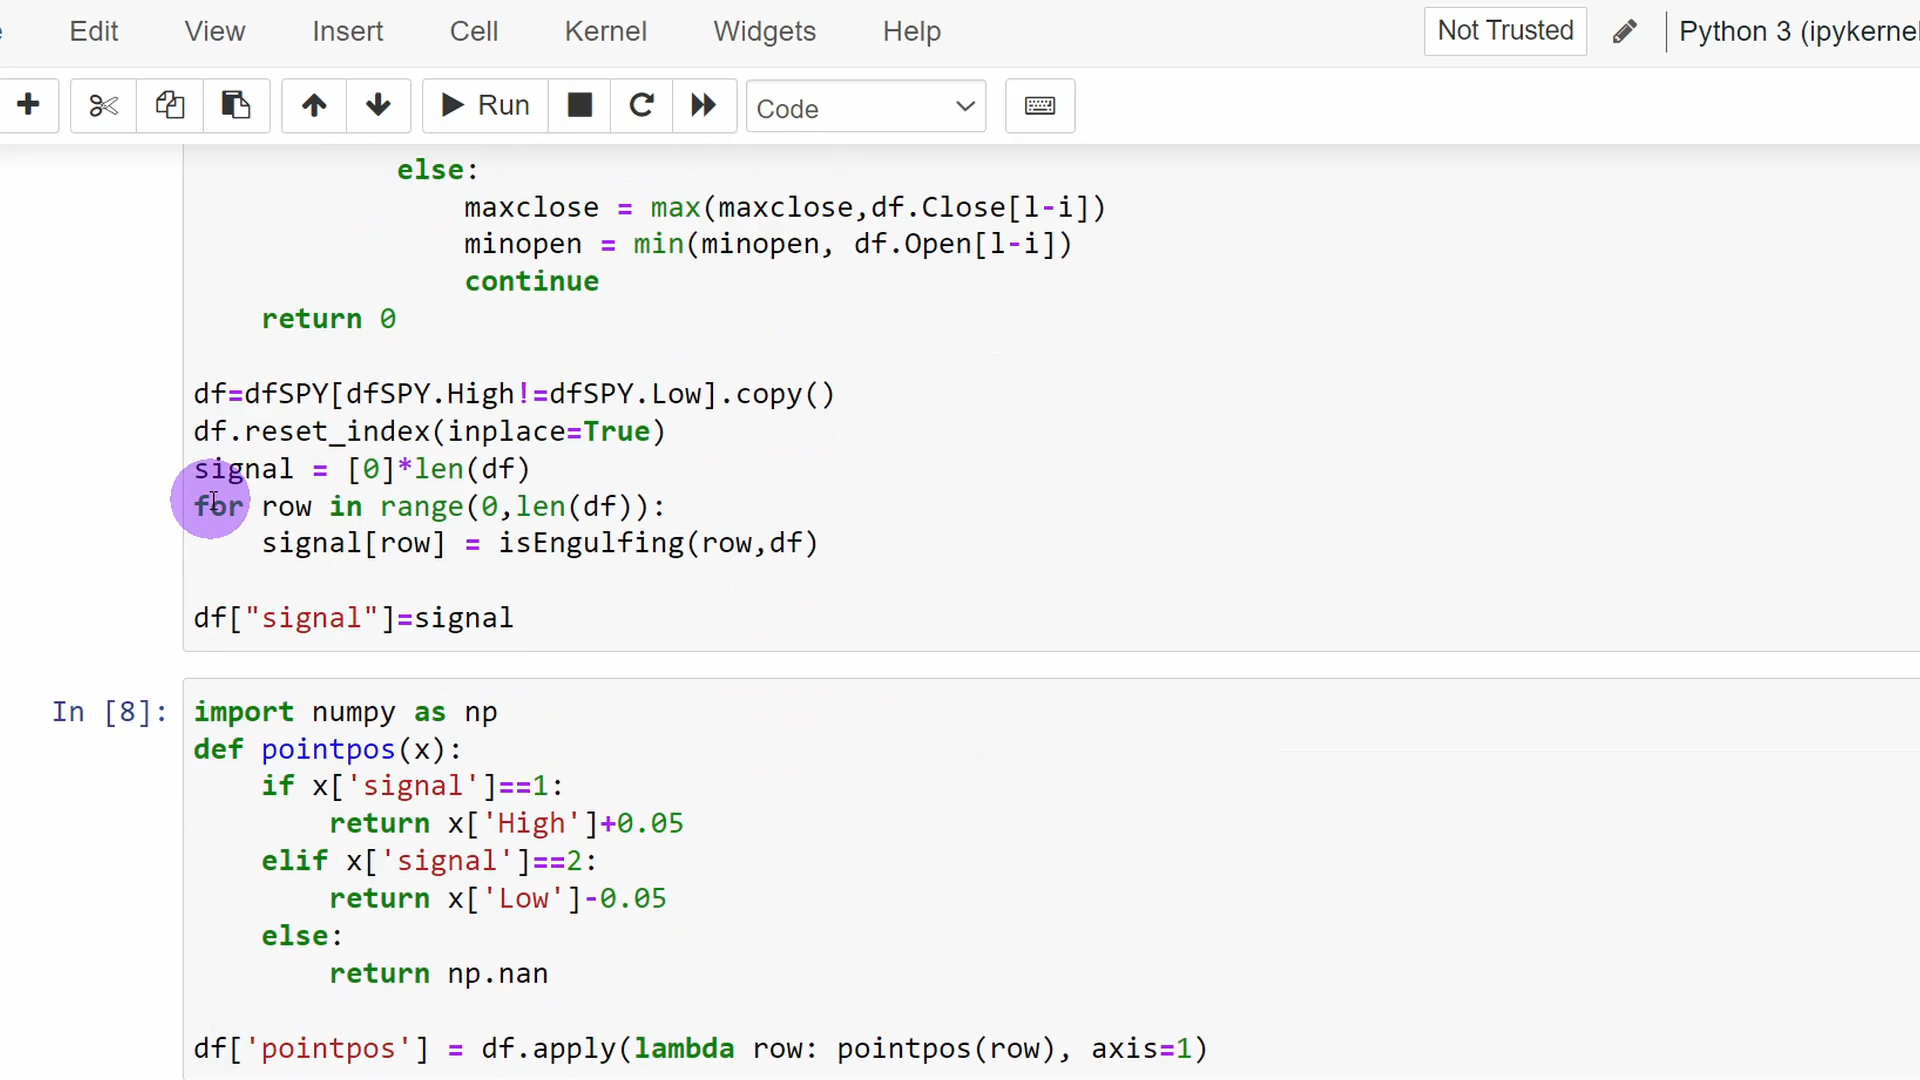 Edit View Insert Cell Kernel Widgets Help Not Trusted Python 3 (ipykerne
Run Code
else:
maxclose = max(maxclose,df.Close[l-i])
minopen = min(minopen, df.Open[l-i])
continue
return 0
df=dfSPY[dfSPY.High!=dfSPY.Low].copy()
df.reset_index(inplace=True)
signal = [0]*len(df)
for row in range(0,len(df)):
signal[row] = isEngulfing(row,df)
df["signal"]=signal
In [8]: import numpy as np
def pointpos(x):
if x['signal']==1:
return x['High']+0.05
elif x['signal']==2:
return x['Low']-0.05
else:
return np.nan
df['pointpos'] = df.apply(lambda row: pointpos(row), axis=1)